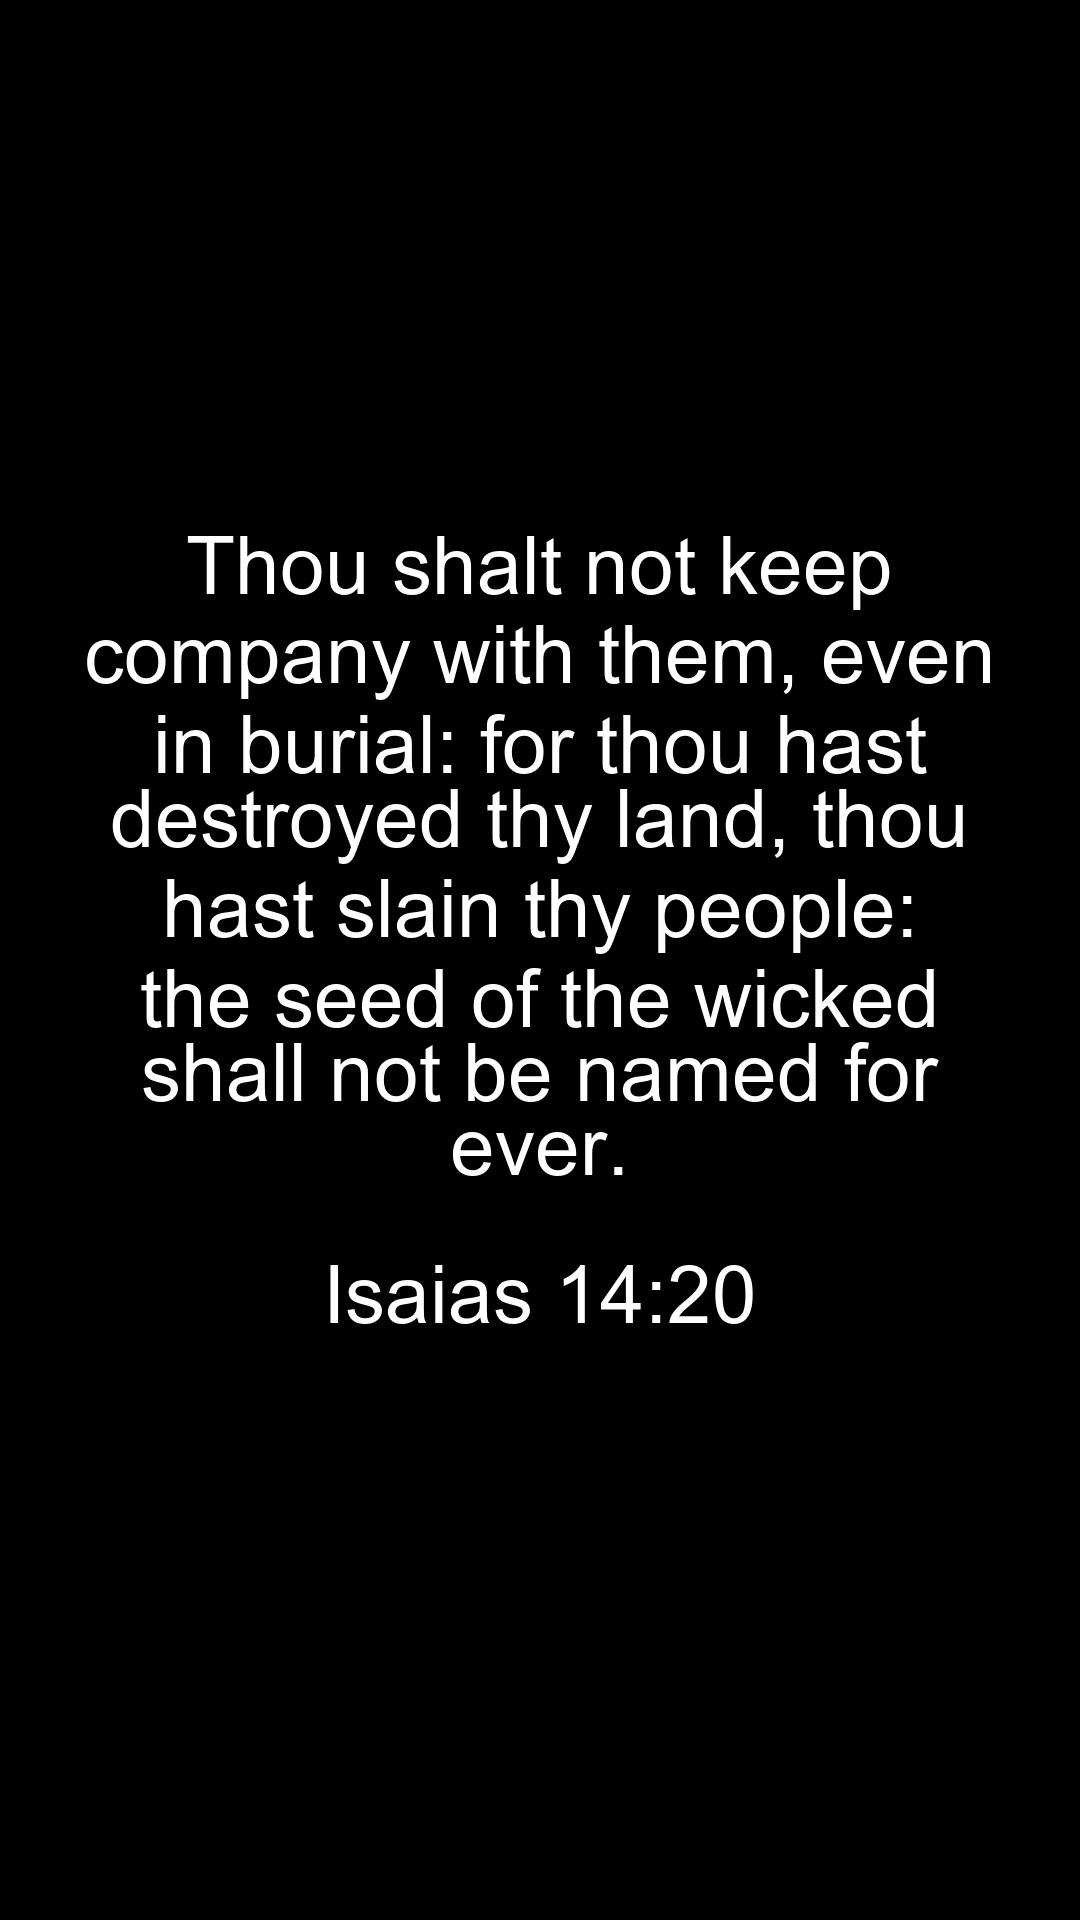 Thou shalt not keep
company with them, even
in burial: for thou hast
destroyed thy land, thou
hast slain thy people:
the seed of the wicked
shall not be named for
ever.
Isaias 14:20